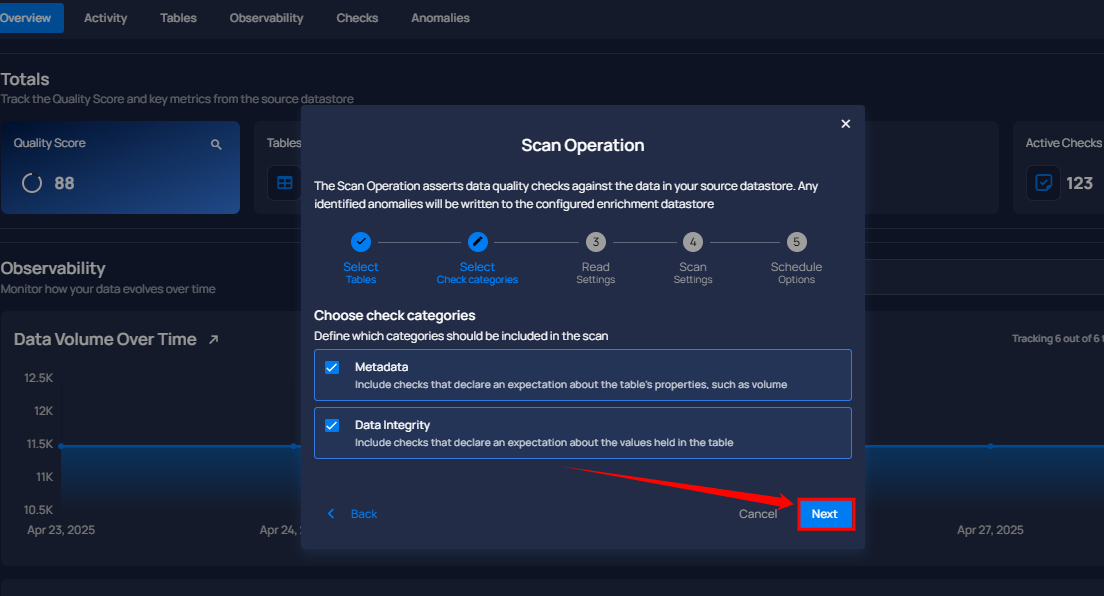 Overview
Activity
Tables
Observability
Checks
Anomalies
Totals
Track the Quality Score and key metrics from the source datastore
Quality Score
88
Tables
Active Checks
123
Scan Operation
The Scan Operation asserts data quality checks against the data in your source datastore. Any
identified anomalies will be written to the configured enrichment datastore
3
4
5
Select
Tables
Select
Check categories
Read
Settings
Scan
Settings
Schedule
Options
Choose check categories
Define which categories should be included in the scan
Metadata
Include checks that declare an expectation about the table's properties, such as volume
Data Integrity
Include checks that declare an expectation about the values held in the table
Back
Cancel
Next
Observability
Monitor how your data evolves over time
Data Volume Over Time
Tracking 6 out of 6
12.5K
12K
11.5K
11K
10.5K
Apr 23, 2025
Apr 24,
Apr 27, 2025